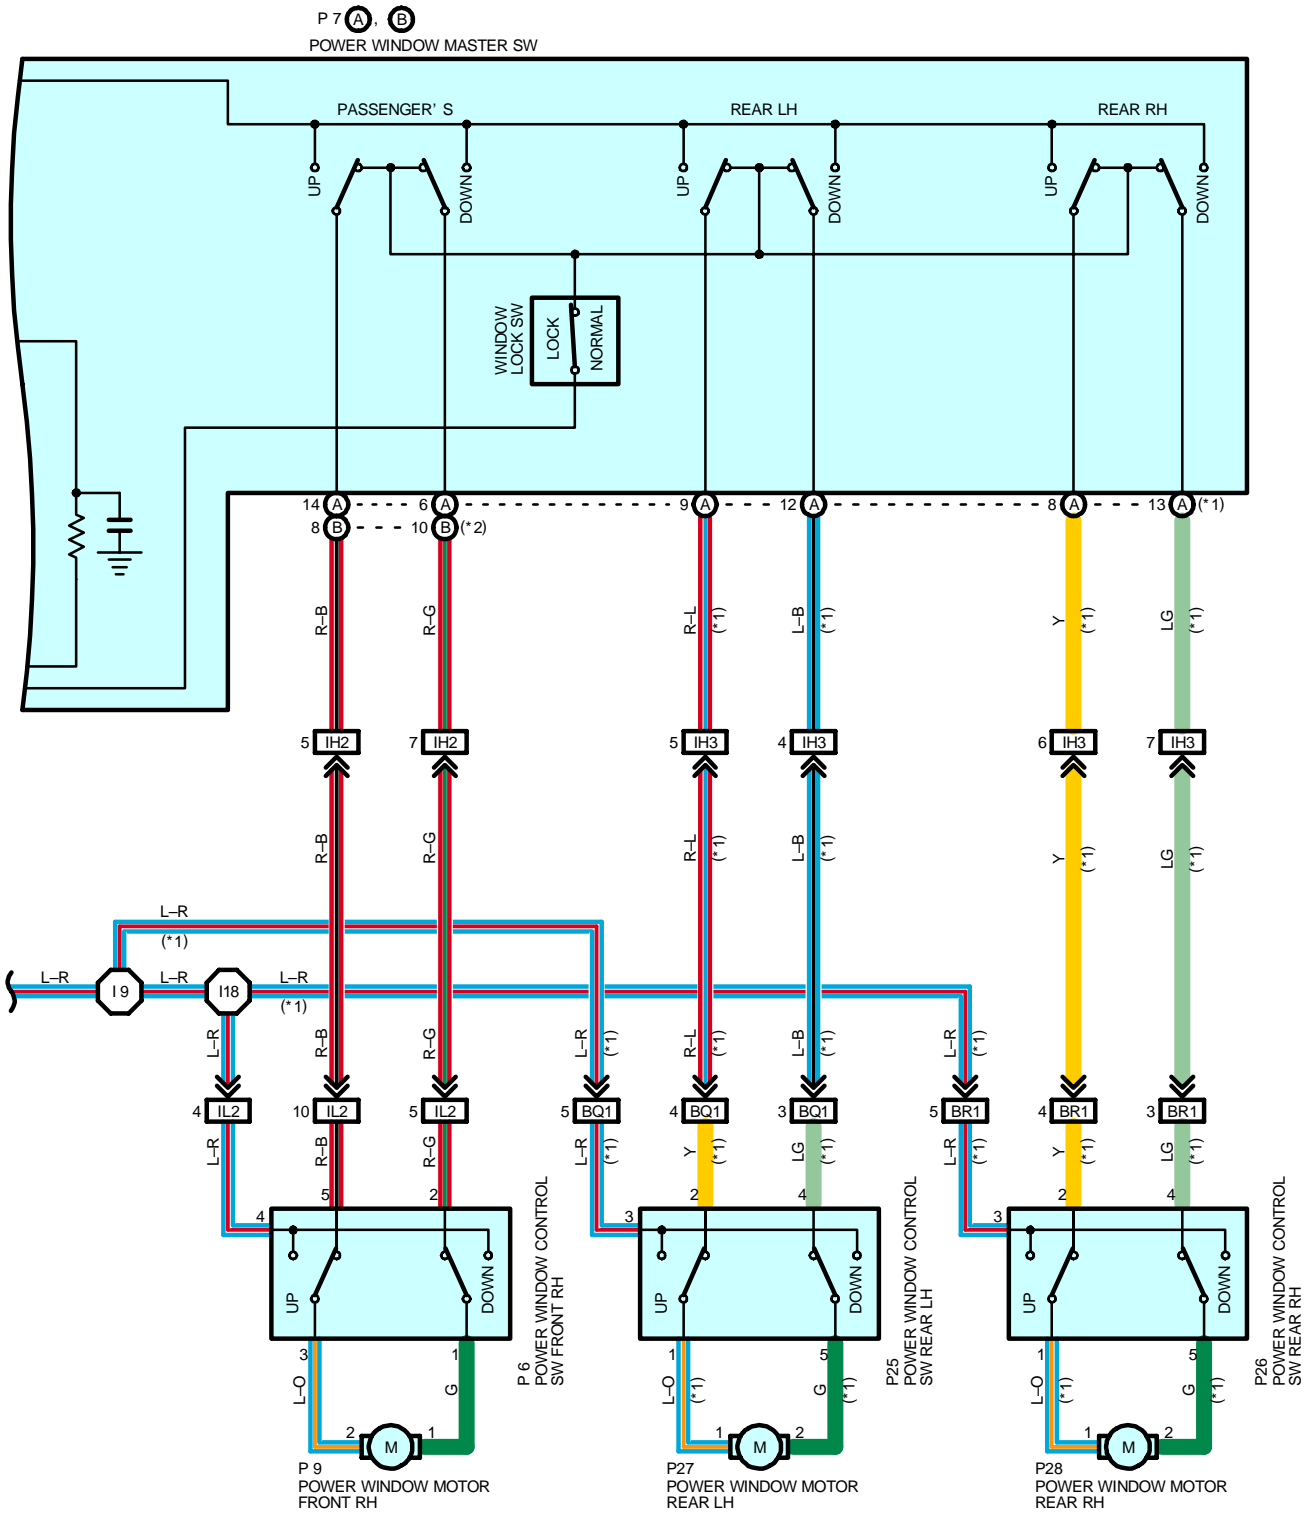 P 7 A , B
POWER WINDOW MASTER SW
PASSENGER' S
REAR LH
REAR RH
UP
DOWN
UP
DOWN
UP
DOWN
WINDOW
LOCK SW
LOCK
NORMAL
14 A
6 A
9 A
12 A
8 A
13 A (*1)
8 B
10 B (*2)
R–B
R–G
R–L
(*1)
L–B
(*1)
Y
(*1)
LG
(*1)
5 IH2
7 IH2
5 IH3
4 IH3
6 IH3
7 IH3
R–B
R–G
R–L
(*1)
L–B
(*1)
Y
(*1)
LG
(*1)
L–R
(*1)
L–R
I 9
L–R
I18
L–R
(*1)
L–R
R–B
R–G
L–R
(*1)
R–L
(*1)
L–B
(*1)
L–R
(*1)
4 IL2
10 IL2
5 IL2
5 BQ1
4 BQ1
3 BQ1
5 BR1
4 BR1
3 BR1
L–R
R–B
R–G
L–R
(*1)
Y
(*1)
LG
(*1)
L–R
(*1)
Y
(*1)
LG
(*1)
4
5
2
3
2
4
3
2
4
UP
DOWN
UP
DOWN
UP
DOWN
P 6
POWER WINDOW CONTROL
SW FRONT RH
P25
POWER WINDOW CONTROL
SW REAR LH
P26
POWER WINDOW CONTROL
SW REAR RH
3
1
1
5
1
5
L–O
G
L–O
(*1)
G
(*1)
L–O
(*1)
G
(*1)
2 M 1
1 M 2
1 M 2
P 9
POWER WINDOW MOTOR
FRONT RH
P27
POWER WINDOW MOTOR
REAR LH
P28
POWER WINDOW MOTOR
REAR RH